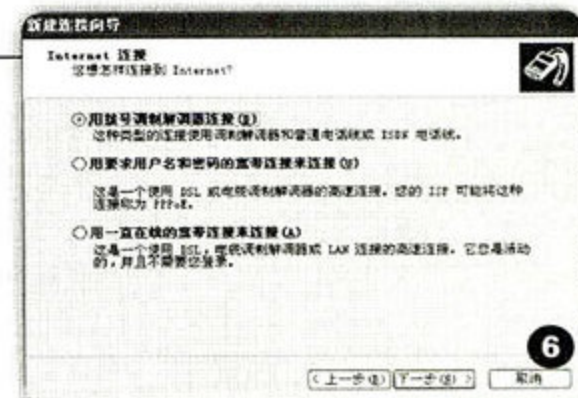 新建连接向导
Internet 连接
您想怎样连接到 Internet?
用拨号调制解调器连接(D)
这种类型的连接使用调制解调器和普通电话线或 ISDN 电话线。
用要求用户名和密码的宽带连接来连接(U)
这是一个使用 DSL 或电缆调制解调器的高速连接。您的 ISP 可能将这种
连接称为 PPPoE。
用一直在线的宽带连接来连接(A)
这是一个使用 DSL，电缆调制解调器或 LAN 连接的高速连接。它总是活动
的，并且不需要您登录。
6
< 上一步(B) 下一步(N) > 取消